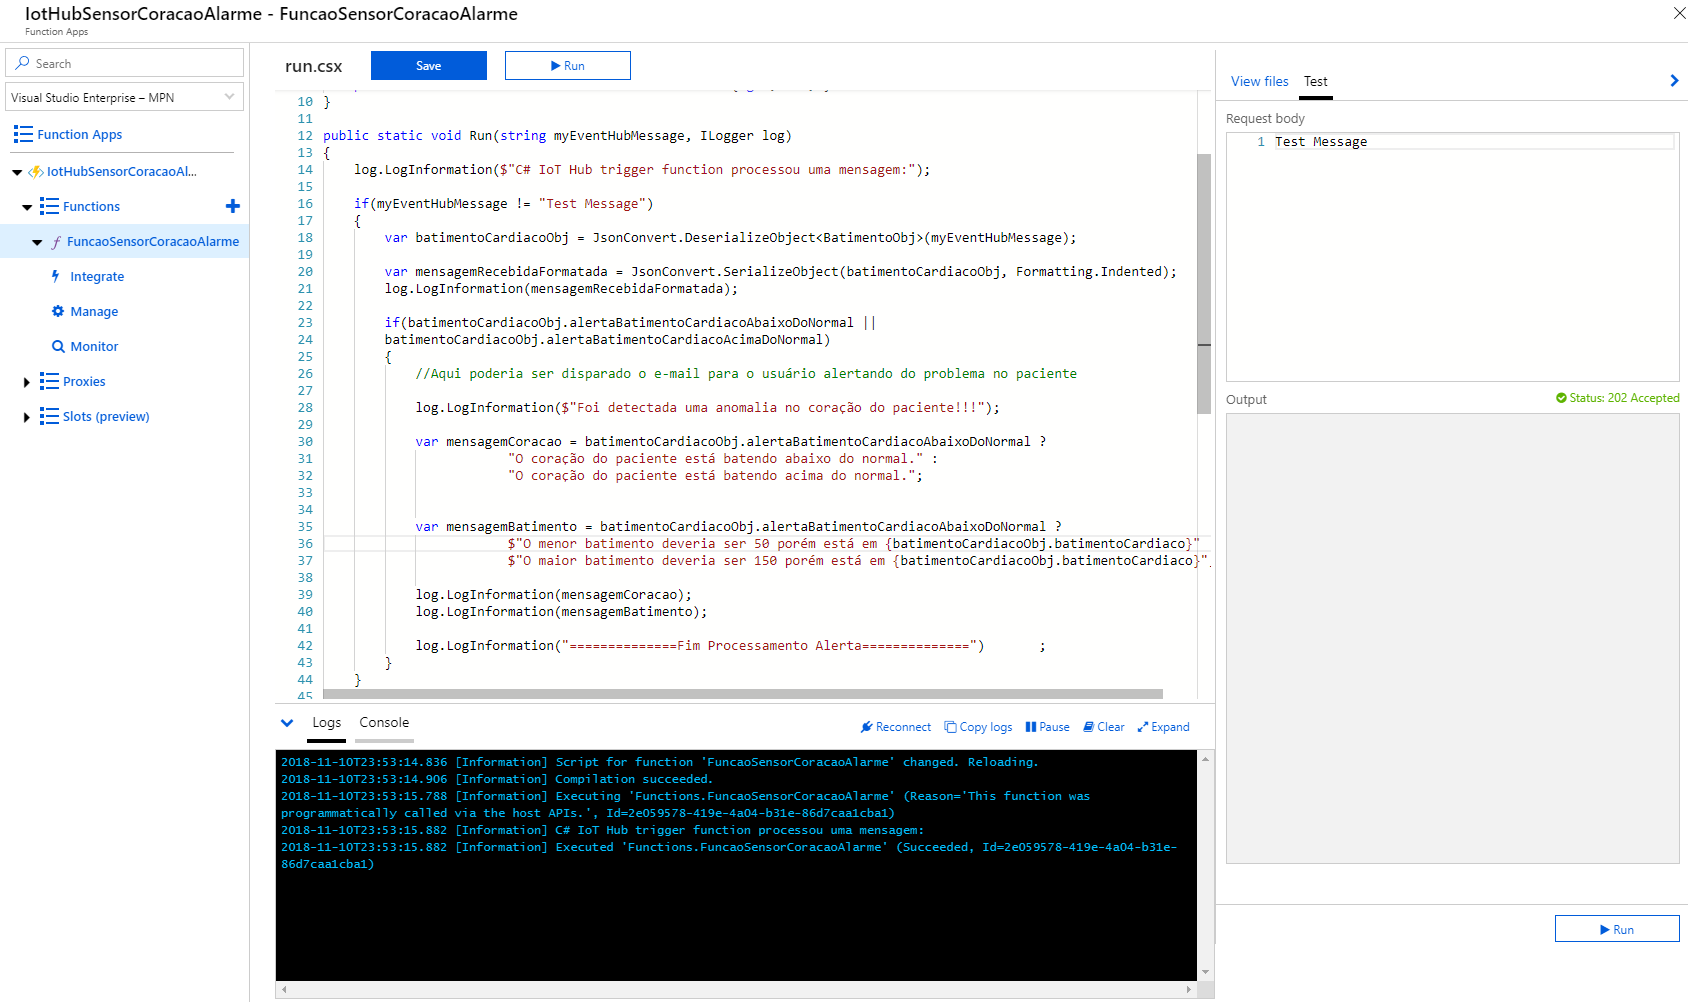 IotHubSensorCoracaoAlarme - FuncaoSensorCoracaoAlarme
Function Apps
Search
Visual Studio Enterprise – MPN
Function Apps
IotHubSensorCoracaoAl...
Functions
FuncaoSensorCoracaoAlarme
Integrate
Manage
Monitor
Proxies
Slots (preview)
run.csx
Save
Run
10 }
11
12 public static void Run(string myEventHubMessage, ILogger log)
13 {
14 log.LogInformation($"C# IoT Hub trigger function processou uma mensagem:");
15
16 if(myEventHubMessage != "Test Message")
17 {
18 var batimentoCardiacoObj = JsonConvert.DeserializeObject<BatimentoObj>(myEventHubMessage);
19
20 var mensagemRecebidaFormatada = JsonConvert.SerializeObject(batimentoCardiacoObj, Formatting.Indented);
21 log.LogInformation(mensagemRecebidaFormatada);
22
23 if(batimentoCardiacoObj.alertaBatimentoCardiacoAbaixoDoNormal ||
24 batimentoCardiacoObj.alertaBatimentoCardiacoAcimaDoNormal)
25 {
26 //Aqui poderia ser disparado o e-mail para o usuário alertando do problema no paciente
27
28 log.LogInformation($"Foi detectada uma anomalia no coração do paciente!!!");
29
30 var mensagemCoracao = batimentoCardiacoObj.alertaBatimentoCardiacoAbaixoDoNormal ?
31 "O coração do paciente está batendo abaixo do normal." :
32 "O coração do paciente está batendo acima do normal.";
33
34
35 var mensagemBatimento = batimentoCardiacoObj.alertaBatimentoCardiacoAbaixoDoNormal ?
36 $"O menor batimento deveria ser 50 porém está em {batimentoCardiacoObj.batimentoCardiaco}"
37 $"O maior batimento deveria ser 150 porém está em {batimentoCardiacoObj.batimentoCardiaco}"
38
39 log.LogInformation(mensagemCoracao);
40 log.LogInformation(mensagemBatimento);
41
42 log.LogInformation("==============Fim Processamento Alerta==============") ;
43 }
44 }
45
Logs
Console
Reconnect
Copy logs
Pause
Clear
Expand
2018-11-10T23:53:14.836 [Information] Script for function 'FuncaoSensorCoracaoAlarme' changed. Reloading.
2018-11-10T23:53:14.906 [Information] Compilation succeeded.
2018-11-10T23:53:15.788 [Information] Executing 'Functions.FuncaoSensorCoracaoAlarme' (Reason='This function was
programmatically called via the host APIs.', Id=2e059578-419e-4a04-b31e-86d7caa1cba1)
2018-11-10T23:53:15.882 [Information] C# IoT Hub trigger function processou uma mensagem:
2018-11-10T23:53:15.882 [Information] Executed 'Functions.FuncaoSensorCoracaoAlarme' (Succeeded, Id=2e059578-419e-4a04-b31e-
86d7caa1cba1)
View files
Test
Request body
1 Test Message
Output
Status: 202 Accepted
Run